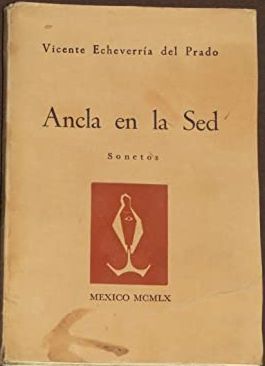 Vicente Echeverría del Prado
Ancla en la Sed
Sonetos
MEXICO MCMLX